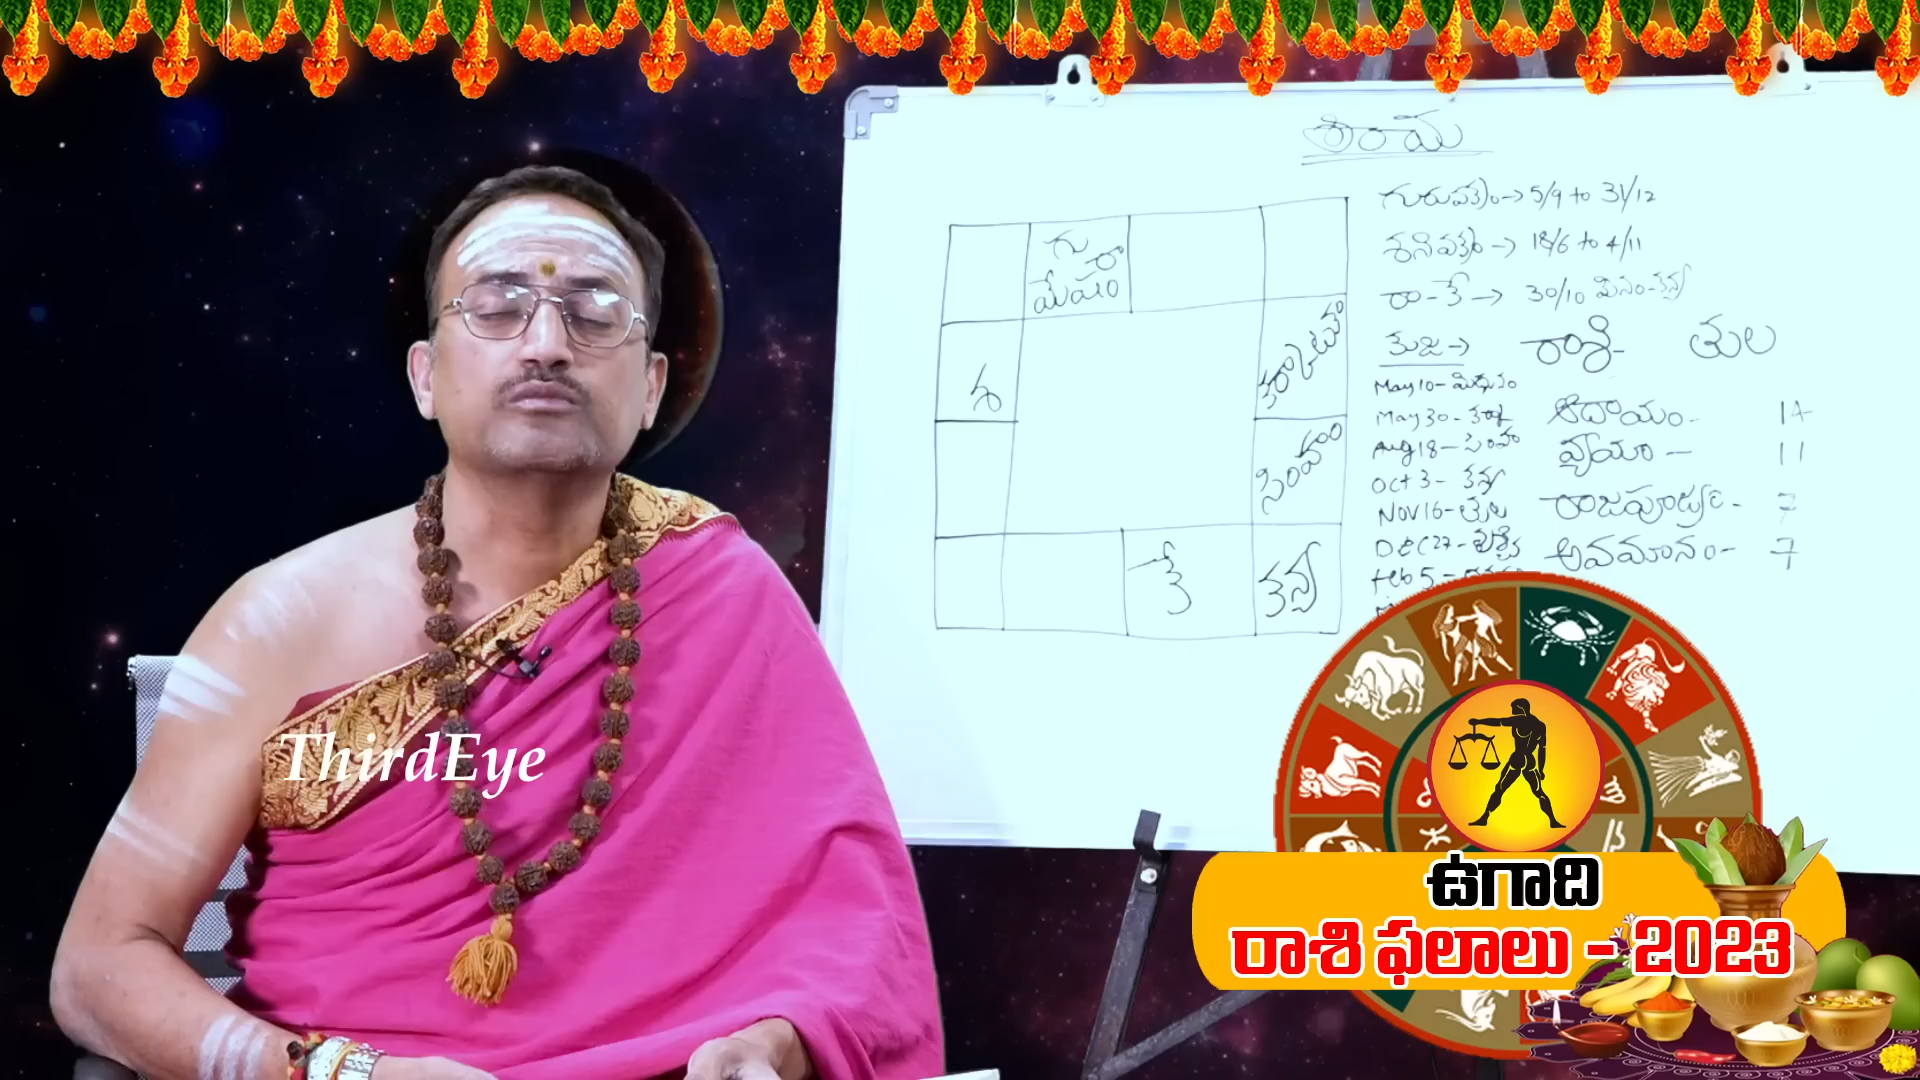 శ్రీరామ
గురువక్రం → 5/9 to 31/12
శనివక్రం → 18/6 to 4/11
రా - కే → 30/10 మీనం - కన్య
కుజ →
రాశి - తుల
May 10 - మిథునం
May 30 - కర్కా
Aug 18 - సింహ
Oct 3 - కన్య
Nov 16 - తుల
DEC 27 - వృశ్చిక
Feb 5 -
ఆదాయం - 14
వ్యయం - 11
రాజపూజ్యం - 7
అవమానం - 7
గు రా
మేషం
కర్కాటకం
శ
సింహం
కే
కన్య
ThirdEye
ఉగాది
రాశి ఫలాలు - 2023